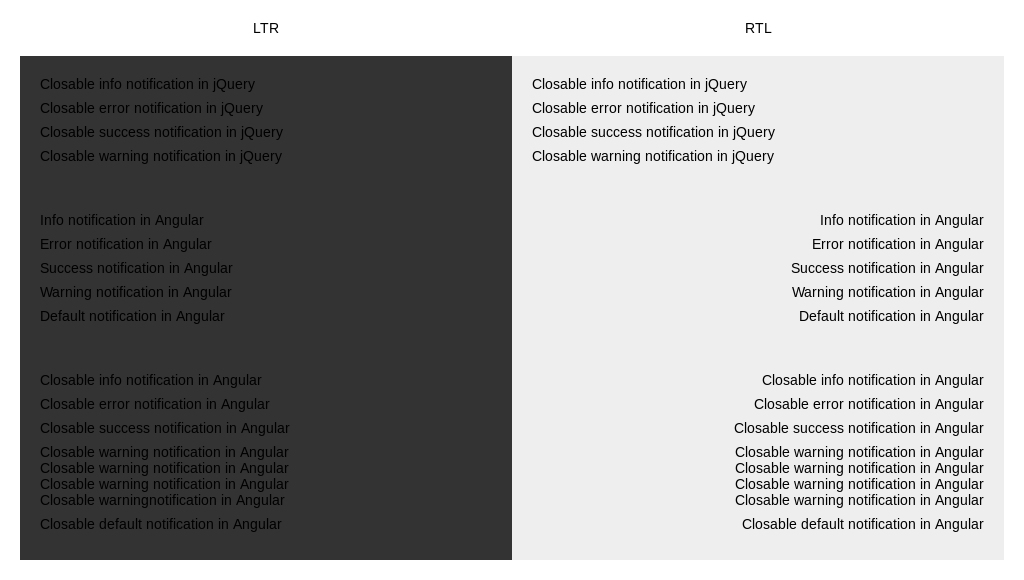 LTR
RTL
Closable info notification in jQuery
Closable error notification in jQuery
Closable success notification in jQuery
Closable warning notification in jQuery
Info notification in Angular
Error notification in Angular
Success notification in Angular
Warning notification in Angular
Default notification in Angular
Closable info notification in Angular
Closable error notification in Angular
Closable success notification in Angular
Closable warning notification in Angular
Closable warning notification in Angular
Closable warning notification in Angular
Closable warningnotification in Angular
Closable default notification in Angular
Closable info notification in jQuery
Closable error notification in jQuery
Closable success notification in jQuery
Closable warning notification in jQuery
Info notification in Angular
Error notification in Angular
Success notification in Angular
Warning notification in Angular
Default notification in Angular
Closable info notification in Angular
Closable error notification in Angular
Closable success notification in Angular
Closable warning notification in Angular
Closable warning notification in Angular
Closable warning notification in Angular
Closable warning notification in Angular
Closable default notification in Angular